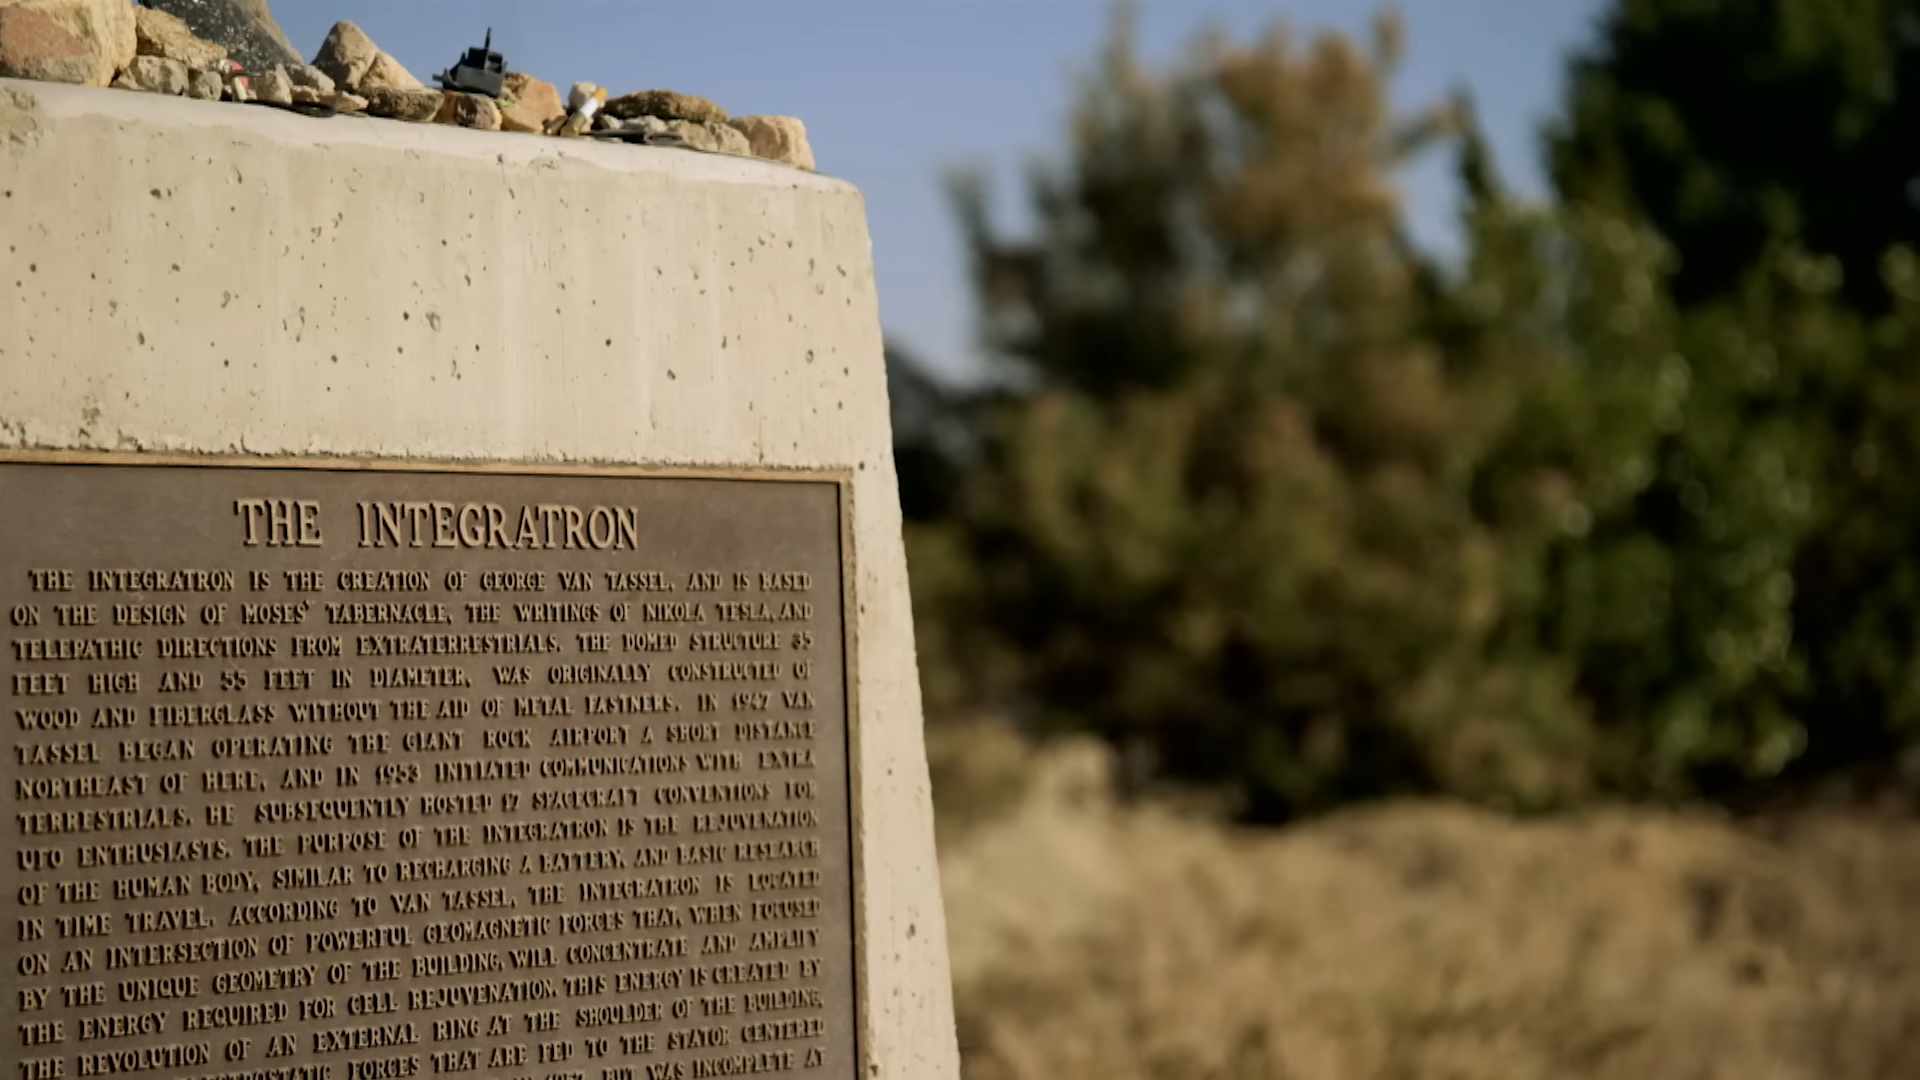 THE INTEGRATRON
THE INTEGRATRON IS THE CREATION OF GEORGE VAN TASSEL, AND IS BASED
ON THE DESIGN OF MOSES' TABERNACLE, THE WRITINGS OF NIKOLA TESLA, AND
TELEPATHIC DIRECTIONS FROM EXTRATERRESTRIALS. THE DOMED STRUCTURE 35
FEET HIGH AND 55 FEET IN DIAMETER, WAS ORIGINALLY CONSTRUCTED OF
WOOD AND FIBERGLASS WITHOUT THE AID OF METAL FASTNERS. IN 1947 VAN
TASSEL BEGAN OPERATING THE GIANT ROCK AIRPORT A SHORT DISTANCE
NORTHEAST OF HERE, AND IN 1953 INITIATED COMMUNICATIONS WITH EXTRA
TERRESTRIALS. HE SUBSEQUENTLY HOSTED 17 SPACECRAFT CONVENTIONS FOR
UFO ENTHUSIASTS. THE PURPOSE OF THE INTEGRATRON IS THE REJUVENATION
OF THE HUMAN BODY, SIMILAR TO RECHARGING A BATTERY, AND BASIC RESEARCH
IN TIME TRAVEL. ACCORDING TO VAN TASSEL, THE INTEGRATRON IS LOCATED
ON AN INTERSECTION OF POWERFUL GEOMAGNETIC FORCES THAT, WHEN FOCUSED
BY THE UNIQUE GEOMETRY OF THE BUILDING, WILL CONCENTRATE AND AMPLIFY
THE ENERGY REQUIRED FOR CELL REJUVENATION. THIS ENERGY IS CREATED BY
THE REVOLUTION OF AN EXTERNAL RING AT THE SHOULDER OF THE BUILDING,
FORCES THAT ARE FED TO THE STATOR CENTERED
BUT WAS INCOMPLETE AT